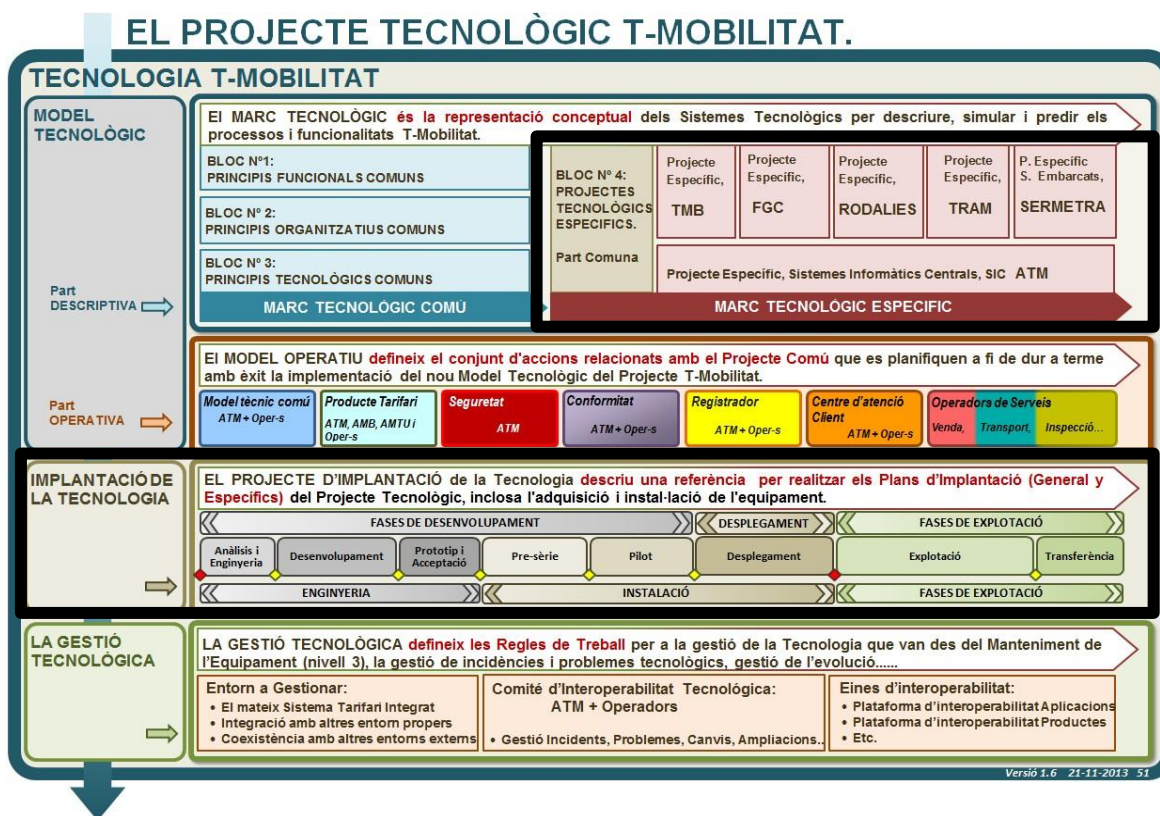 EL PROJECTE TECNOLÒGIC T-MOBILITAT.
TECNOLOGIA T-MOBILITAT
MODEL
TECNOLÒGIC
Part
DESCRIPTIVA
Part
OPERATIVA
El MARC TECNOLÒGIC és la representació conceptual dels Sistemes Tecnològics per descriure, simular i predir els
processos i funcionalitats T-Mobilitat.
BLOC Nº1:
PRINCIPIS FUNCIONALS COMUNS
BLOC Nº 2:
PRINCIPIS ORGANITZATIUS COMUNS
BLOC Nº 3:
PRINCIPIS TECNOLÒGICS COMUNS
MARC TECNOLÒGIC COMÚ
BLOC Nº 4:
PROJECTES
TECNOLÒGICS
ESPECIFICS.
Part Comuna
Projecte
Específic,
TMB
Projecte
Específic,
FGC
Projecte
Específic,
RODALIES
Projecte
Específic,
TRAM
P. Específic
S. Embarcats,
SERMETRA
Projecte Específic, Sistemes Informàtics Centrals, SIC ATM
MARC TECNOLÒGIC ESPECIFIC
El MODEL OPERATIU defineix el conjunt d'accions relacionats amb el Projecte Comú que es planifiquen a fi de dur a terme
amb èxit la implementació del nou Model Tecnològic del Projecte T-Mobilitat.
Model tècnic comú
ATM + Oper-s
Producte Tarifari
ATM, AMB, AMTU i
Oper-s
Seguretat
ATM
Conformitat
ATM + Oper-s
Registrador
ATM + Oper-s
Centre d'atenció
Client
ATM + Oper-s
Operadors de Serveis
Venda, Transport, Inspecció...
IMPLANTACIÓ DE
LA TECNOLOGIA
EL PROJECTE D'IMPLANTACIÓ de la Tecnologia descriu una referència per realitzar els Plans d'Implantació (General y
Específics) del Projecte Tecnològic, inclosa l'adquisició i instal·lació de l'equipament.
FASES DE DESENVOLUPAMENT
DESPLEGAMENT
FASES DE EXPLOTACIÓ
Anàlisis i
Enginyeria
Desenvolupament
Prototip i
Acceptació
Pre-sèrie
Pilot
Desplegament
Explotació
Transferència
ENGINYERIA
INSTALACIÓ
FASES DE EXPLOTACIÓ
LA GESTIÓ
TECNOLÓGICA
LA GESTIÓ TECNOLÓGICA defineix les Regles de Treball per a la gestió de la Tecnologia que van des del Manteniment de
l'Equipament (nivell 3), la gestió de incidències i problemes tecnològics, gestió de l'evolució......
Entorn a Gestionar:
• El mateix Sistema Tarifari Integrat
• Integració amb altres entorn propers
• Coexistència amb altres entorns externs
Comité d'Interoperabilitat Tecnológica:
ATM + Operadors
• Gestió Incidents, Problemes, Canvis, Ampliacions..
Eines d'interoperabilitat:
• Plataforma d'interoperabilitat Aplicacions
• Plataforma d'interoperabilitat Productes
• Etc.
Versió 1.6 21-11-2013 51